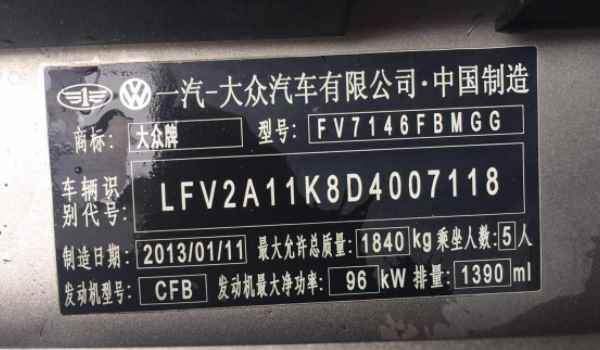 一汽-大众汽车有限公司·中国制造
商标: 大众牌 型号: FV7146FBMGG
车辆识别代号: LFV2A11K8D4007118
制造日期: 2013/01/11 最大允许总质量: 1840 kg 乘坐人数: 5 人
发动机型号: CFB 发动机最大净功率: 96 kW 排量: 1390 ml